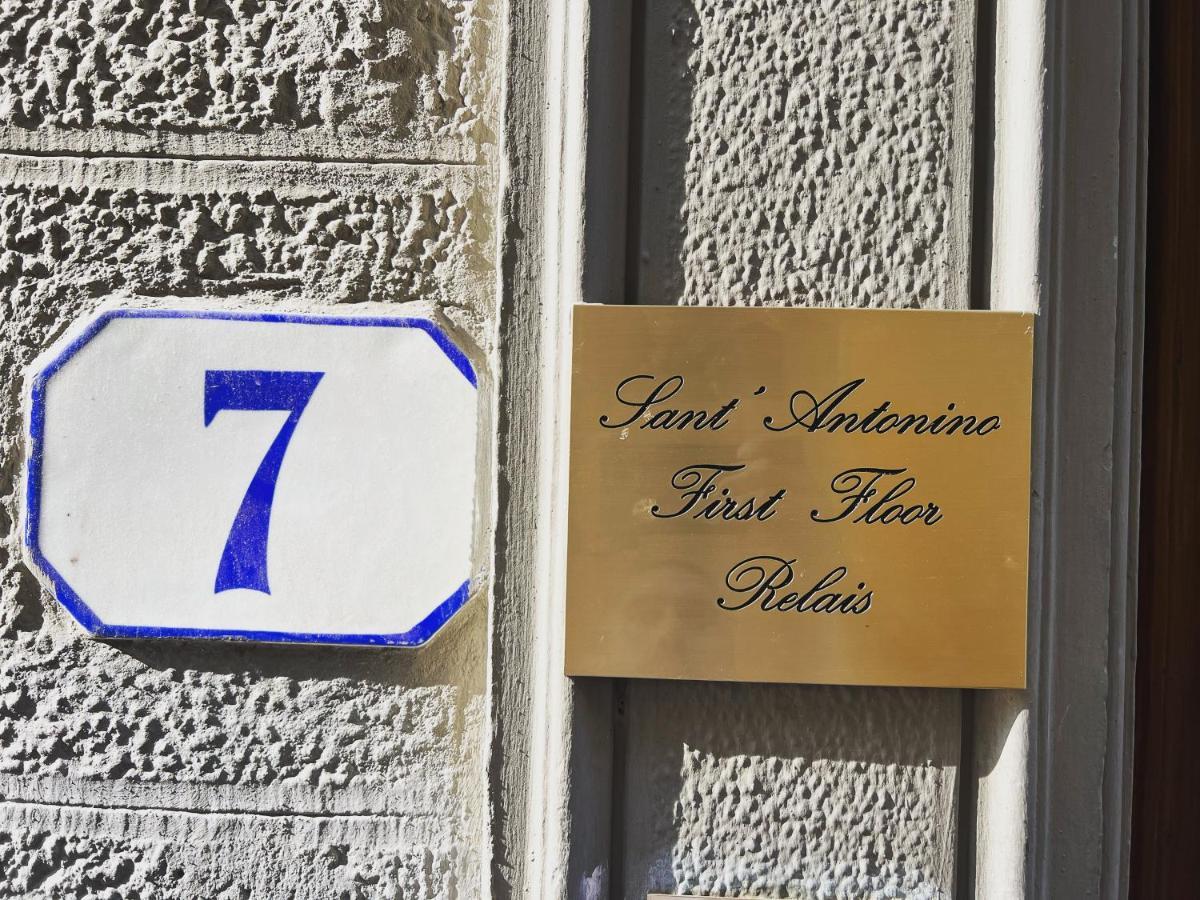 7
Sant' Antonino
First Floor
Relais